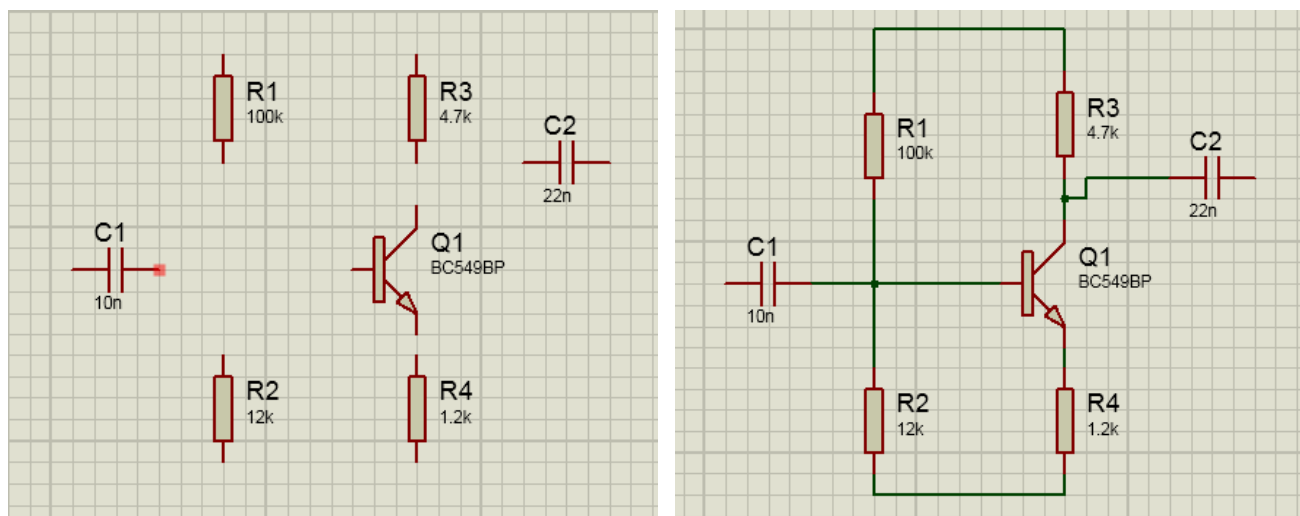 R1
100k
R3
4.7k
C2
22n
C1
10n
Q1
BC549BP
R2
12k
R4
1.2k
R1
100k
R3
4.7k
C2
22n
C1
10n
Q1
BC549BP
R2
12k
R4
1.2k